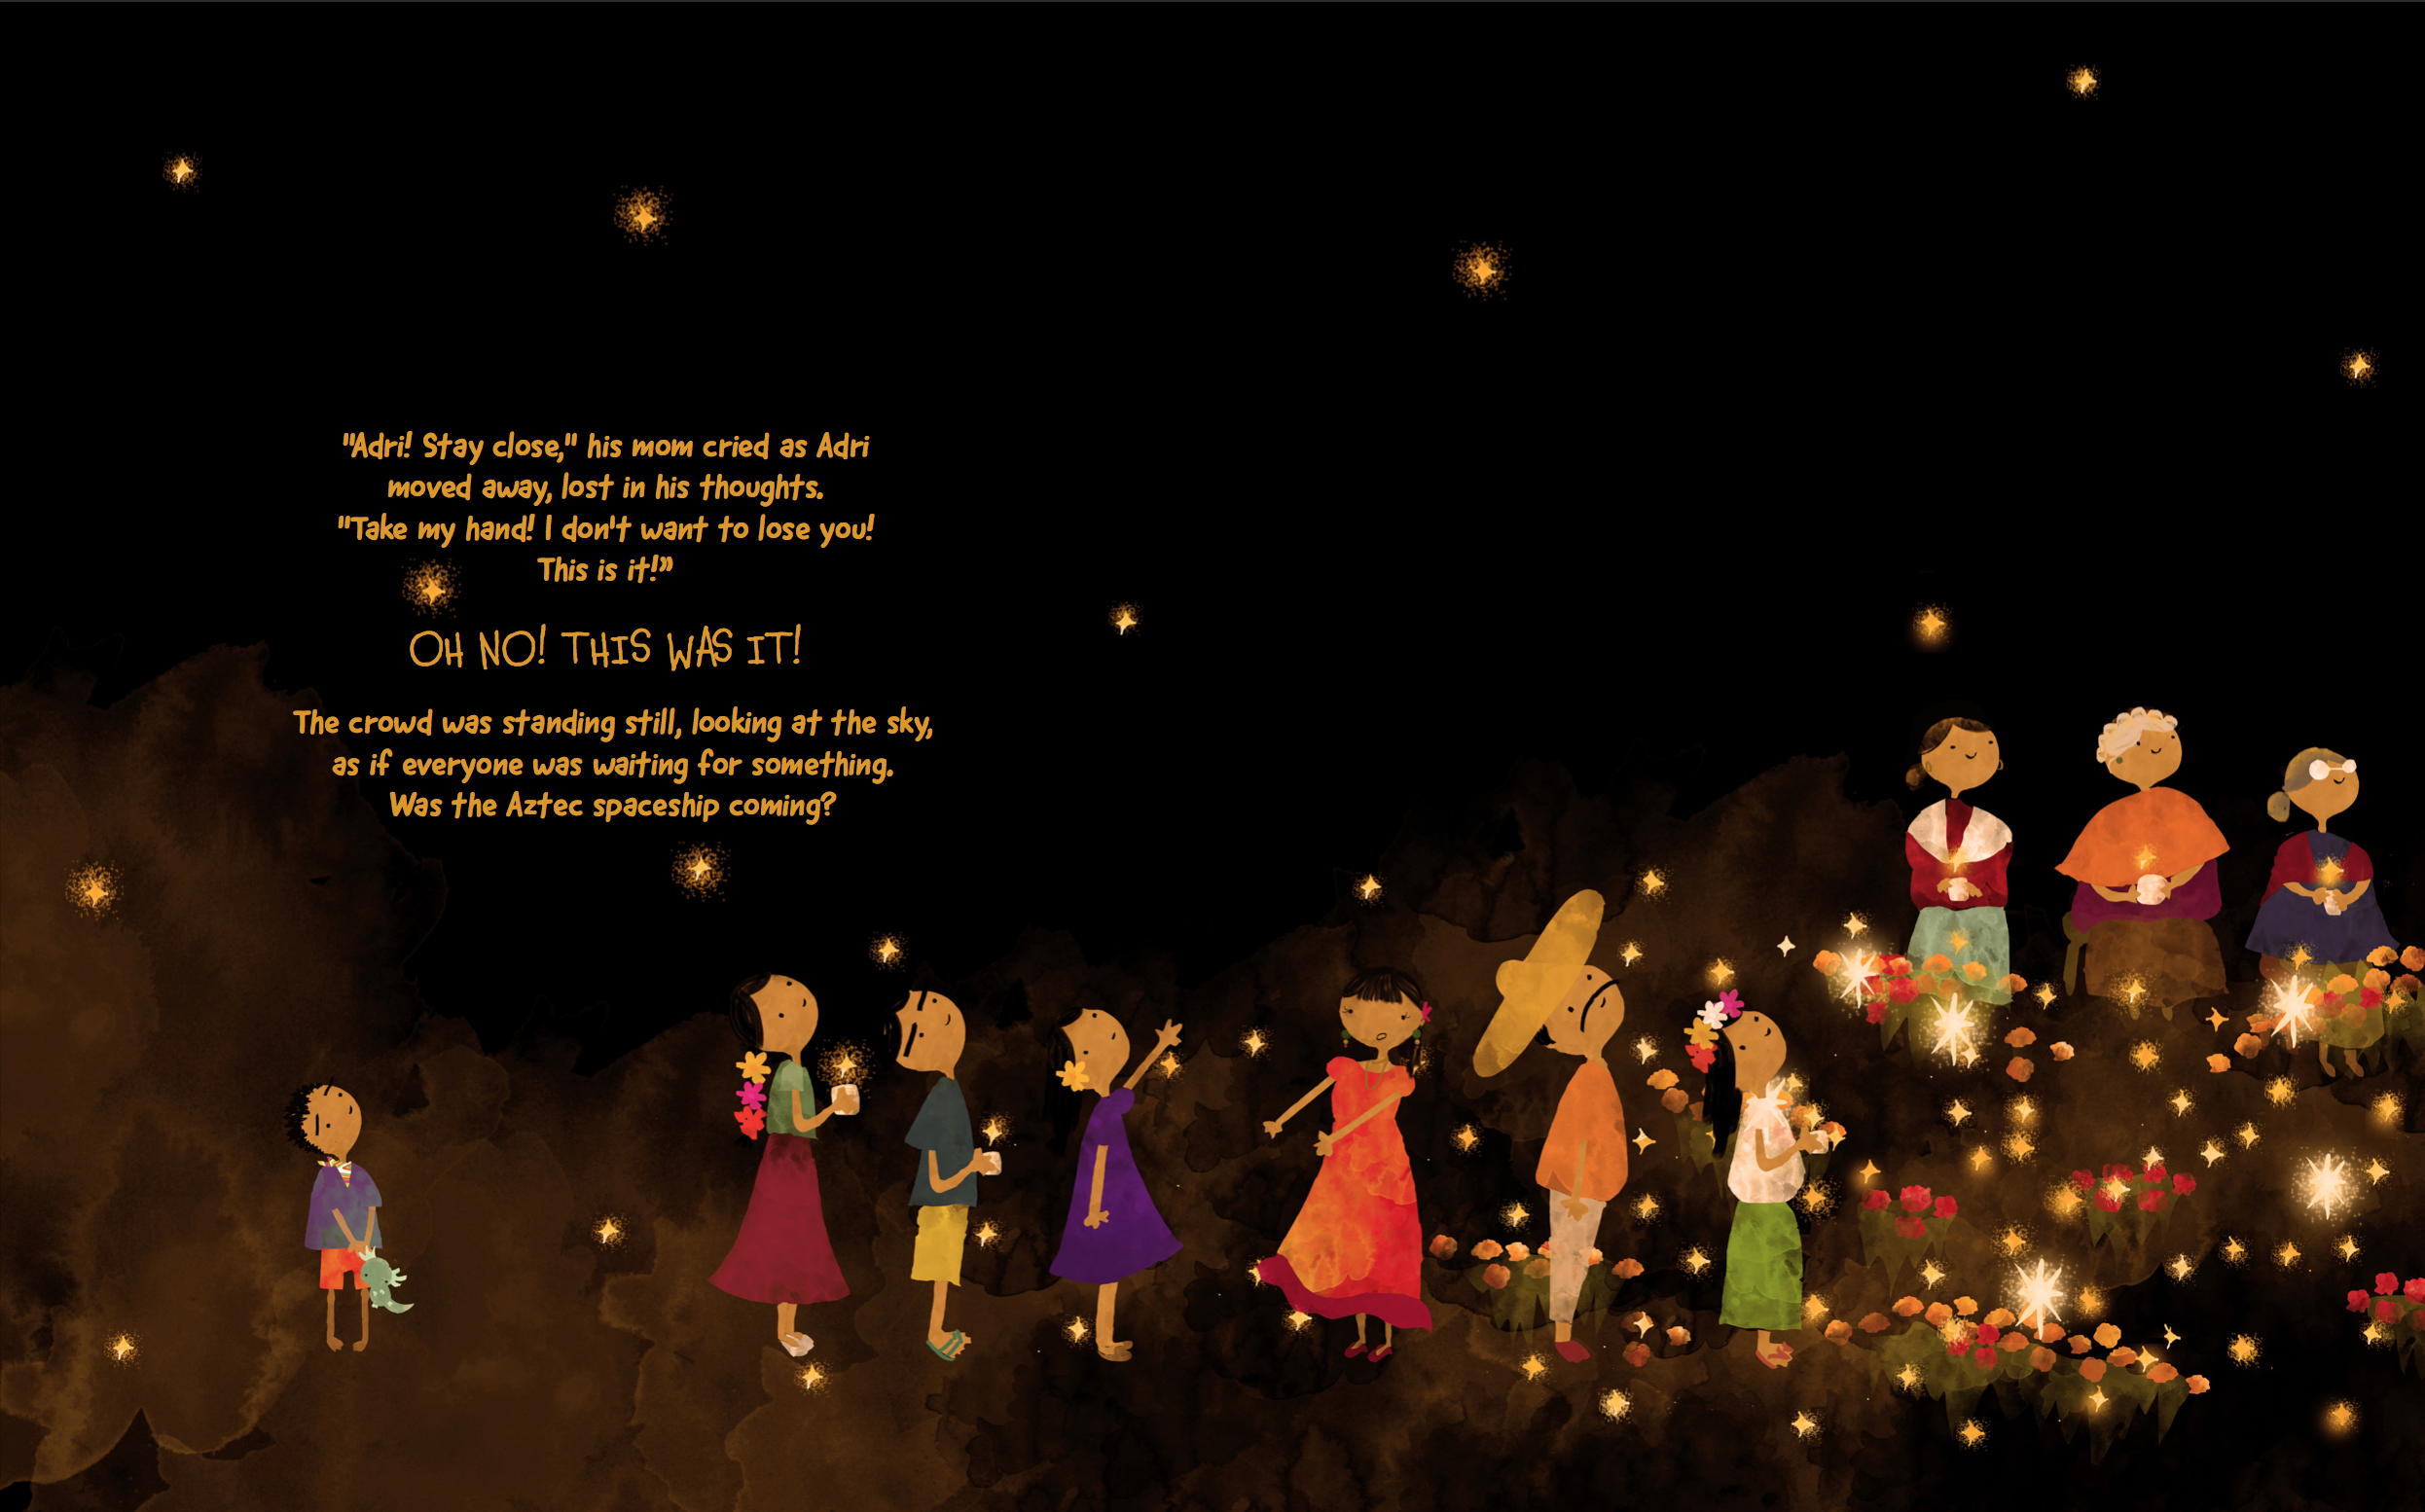 "Adri! Stay close," his mom cried as Adri
moved away, lost in his thoughts.
"Take my hand! I don't want to lose you!
This is it!”
OH NO! THIS WAS IT!
The crowd was standing still, looking at the sky,
as if everyone was waiting for something.
Was the Aztec spaceship coming?